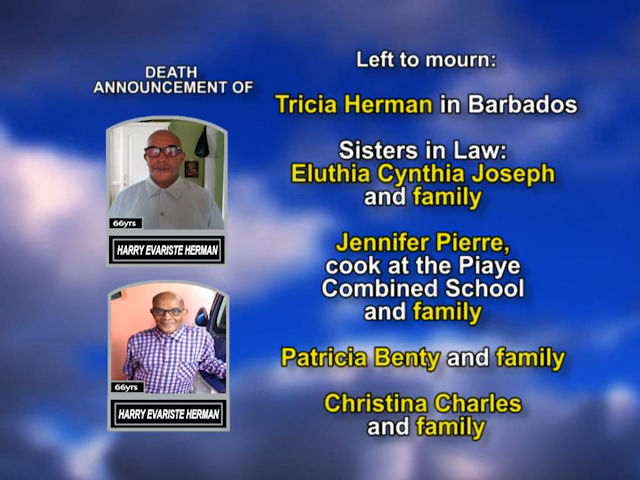 DEATH
ANNOUNCEMENT OF
66yrs
HARRY EVARISTE HERMAN
66yrs
HARRY EVARISTE HERMAN
Left to mourn:
Tricia Herman in Barbados
Sisters in Law:
Eluthia Cynthia Joseph
and family
Jennifer Pierre,
cook at the Piaye
Combined School
and family
Patricia Benty and family
Christina Charles
and family